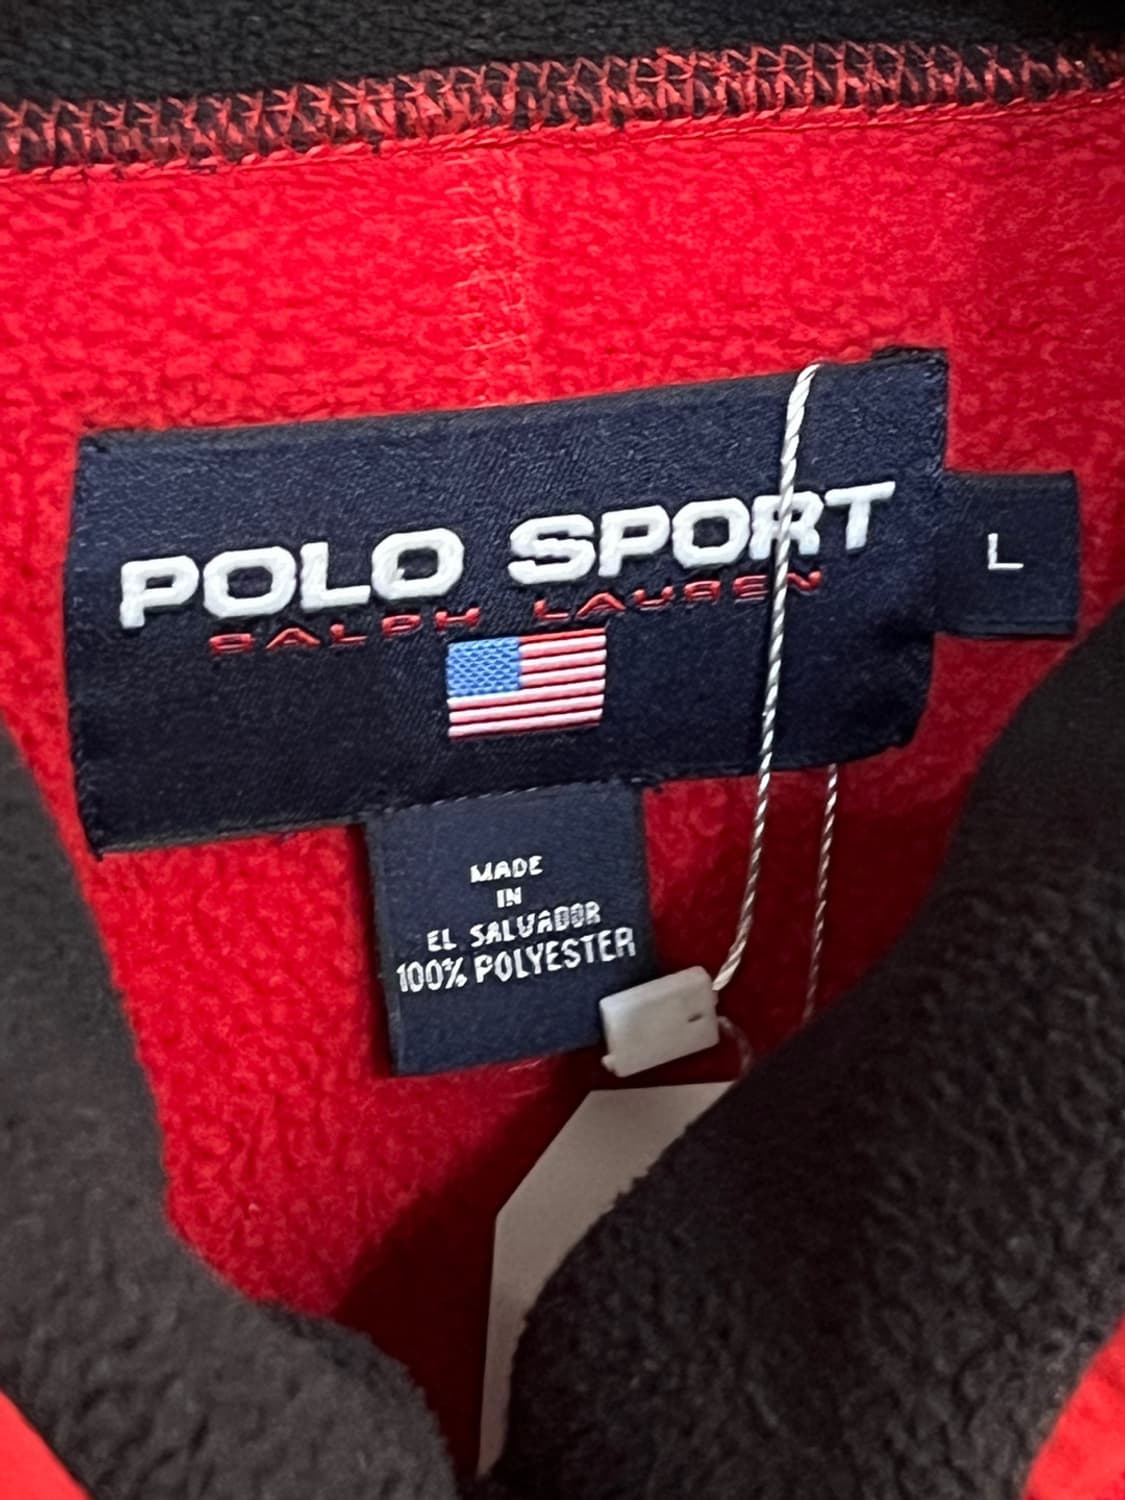 POLO SPORT
RALPH LAUREN
L
MADE
IN
EL SALVADOR
100% POLYESTER